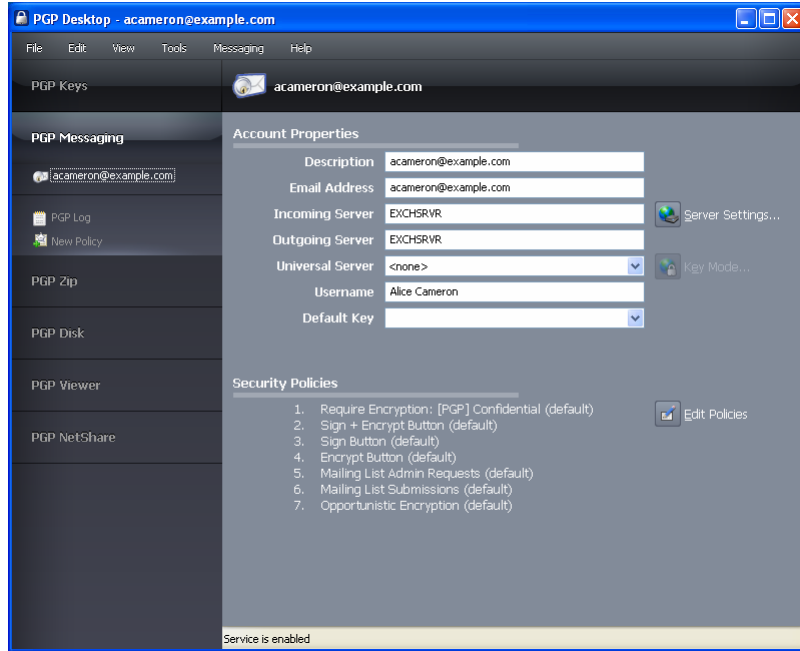 PGP Desktop - acameron@example.com
File Edit View Tools Messaging Help
PGP Keys
acameron@example.com
PGP Messaging
acameron@example.com
PGP Log
New Policy
PGP Zip
PGP Disk
PGP Viewer
PGP NetShare
Account Properties
Description acameron@example.com
Email Address acameron@example.com
Incoming Server EXCHSRVR Server Settings...
Outgoing Server EXCHSRVR
Universal Server <none> Key Mode...
Username Alice Cameron
Default Key
Security Policies
1. Require Encryption: [PGP] Confidential (default) Edit Policies
2. Sign + Encrypt Button (default)
3. Sign Button (default)
4. Encrypt Button (default)
5. Mailing List Admin Requests (default)
6. Mailing List Submissions (default)
7. Opportunistic Encryption (default)
Service is enabled